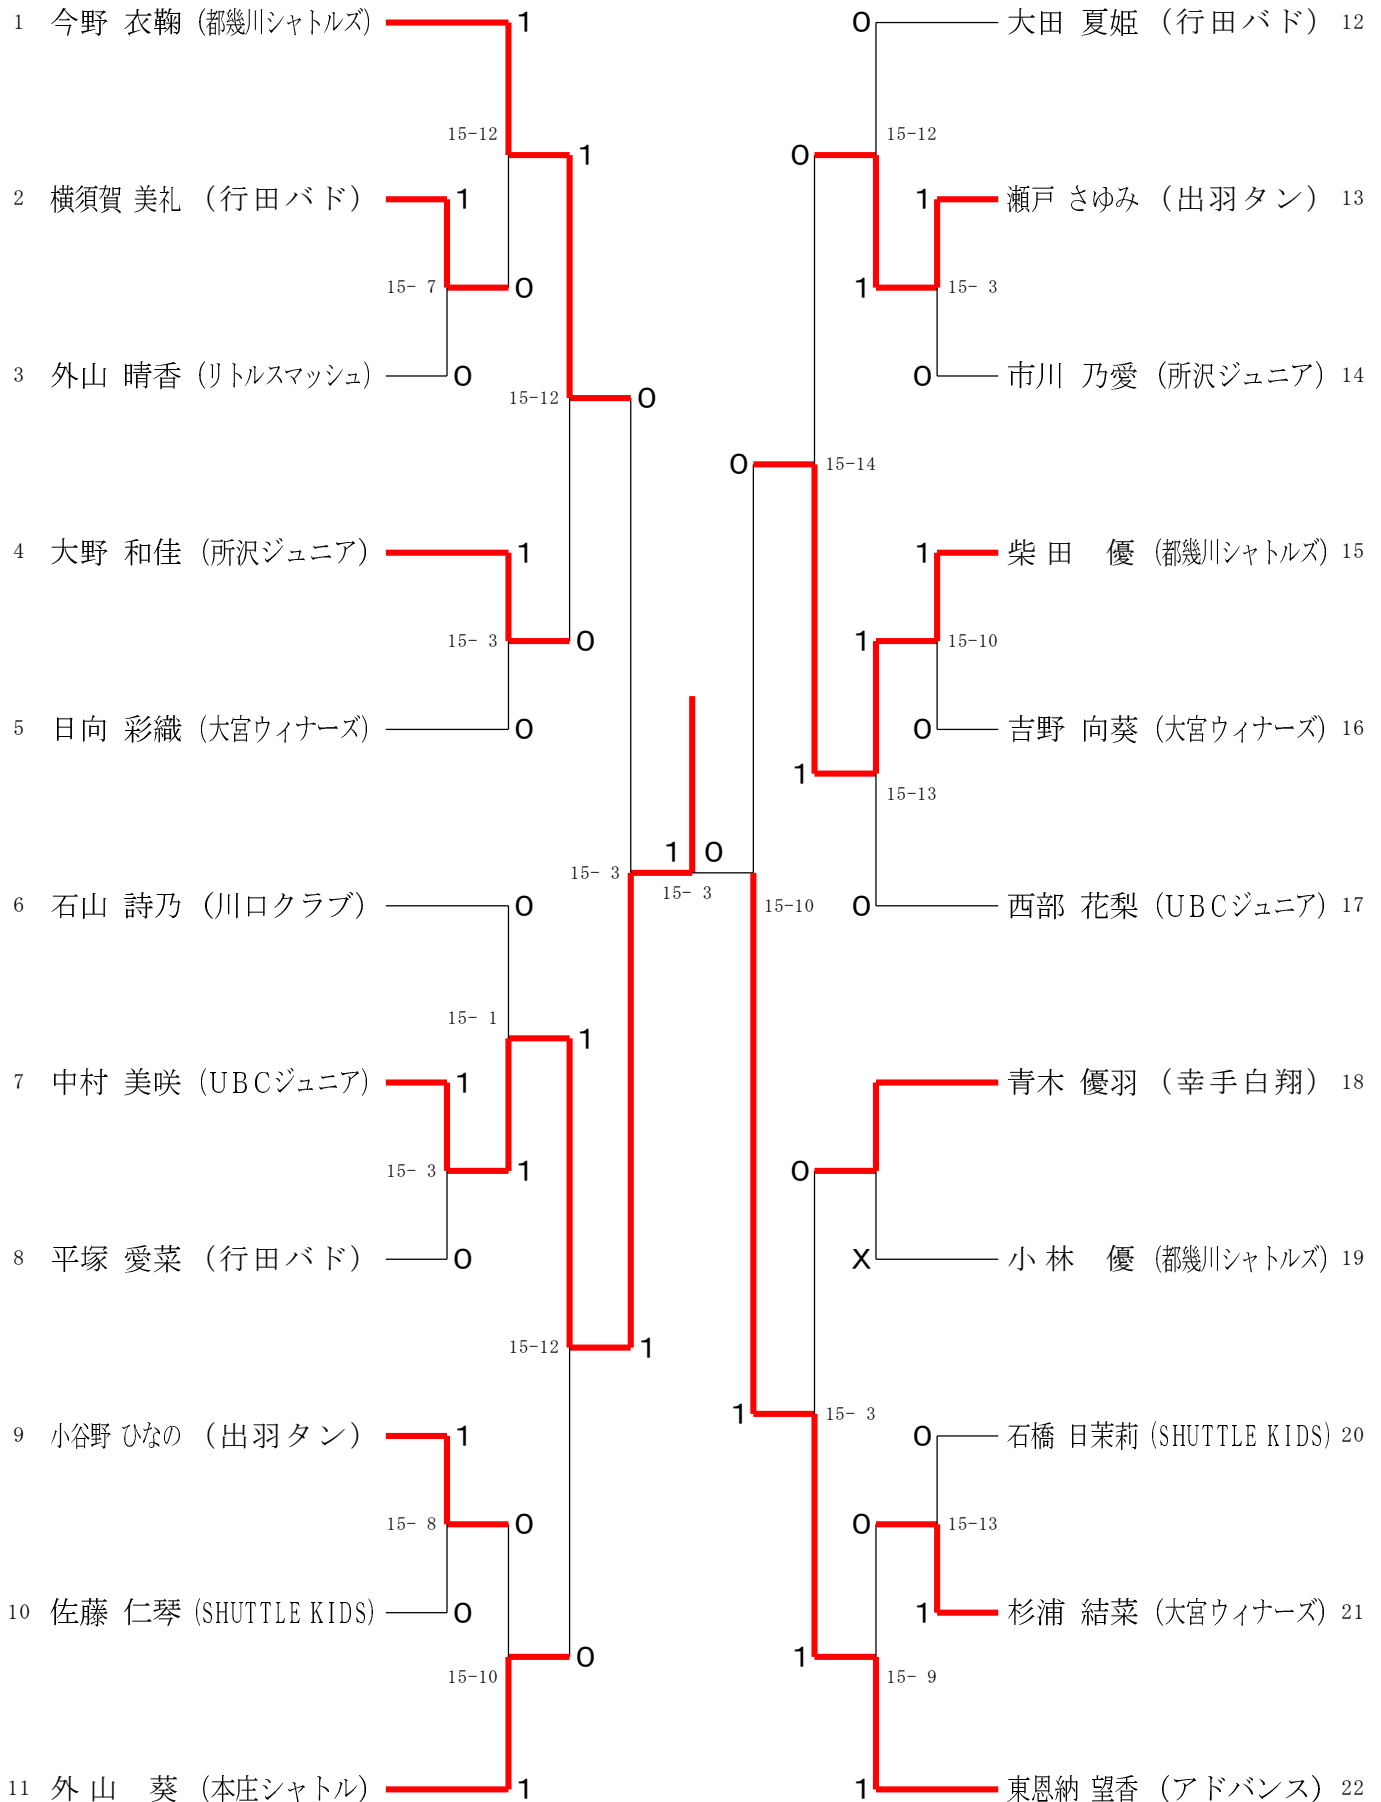 1 今野 衣鞠 (都幾川シャトルズ) 1
0 大田 夏姫 (行田バド) 12
15-12
15-12
1
0
2 横須賀 美礼 (行田バド) 1
1 瀬戸 さゆみ (出羽タン) 13
15- 7 0
1 15- 3
3 外山 晴香 (リトルスマッシュ) 0
0 市川 乃愛 (所沢ジュニア) 14
15-12 0
0 15-14
4 大野 和佳 (所沢ジュニア) 1
1 柴田 優 (都幾川シャトルズ) 15
15- 3 0
1 15-10
5 日向 彩織 (大宮ウィナーズ) 0
0 吉野 向葵 (大宮ウィナーズ) 16
1 15-13
1 0
15- 3 15- 3 15-10
6 石山 詩乃 (川口クラブ) 0
0 西部 花梨 (UBCジュニア) 17
15- 1
1
7 中村 美咲 (UBCジュニア) 1
青木 優羽 (幸手白翔) 18
15- 3 1
0
8 平塚 愛菜 (行田バド) 0
X 小林 優 (都幾川シャトルズ) 19
15-12 1
1 15- 3
9 小谷野 ひなの (出羽タン) 1
0 石橋 日茉莉 (SHUTTLE KIDS) 20
15- 8 0
0 15-13
10 佐藤 仁琴 (SHUTTLE KIDS) 0
1 杉浦 結菜 (大宮ウィナーズ) 21
15-10 0
1 15- 9
11 外山 葵 (本庄シャトル) 1
1 東恩納 望香 (アドバンス) 22